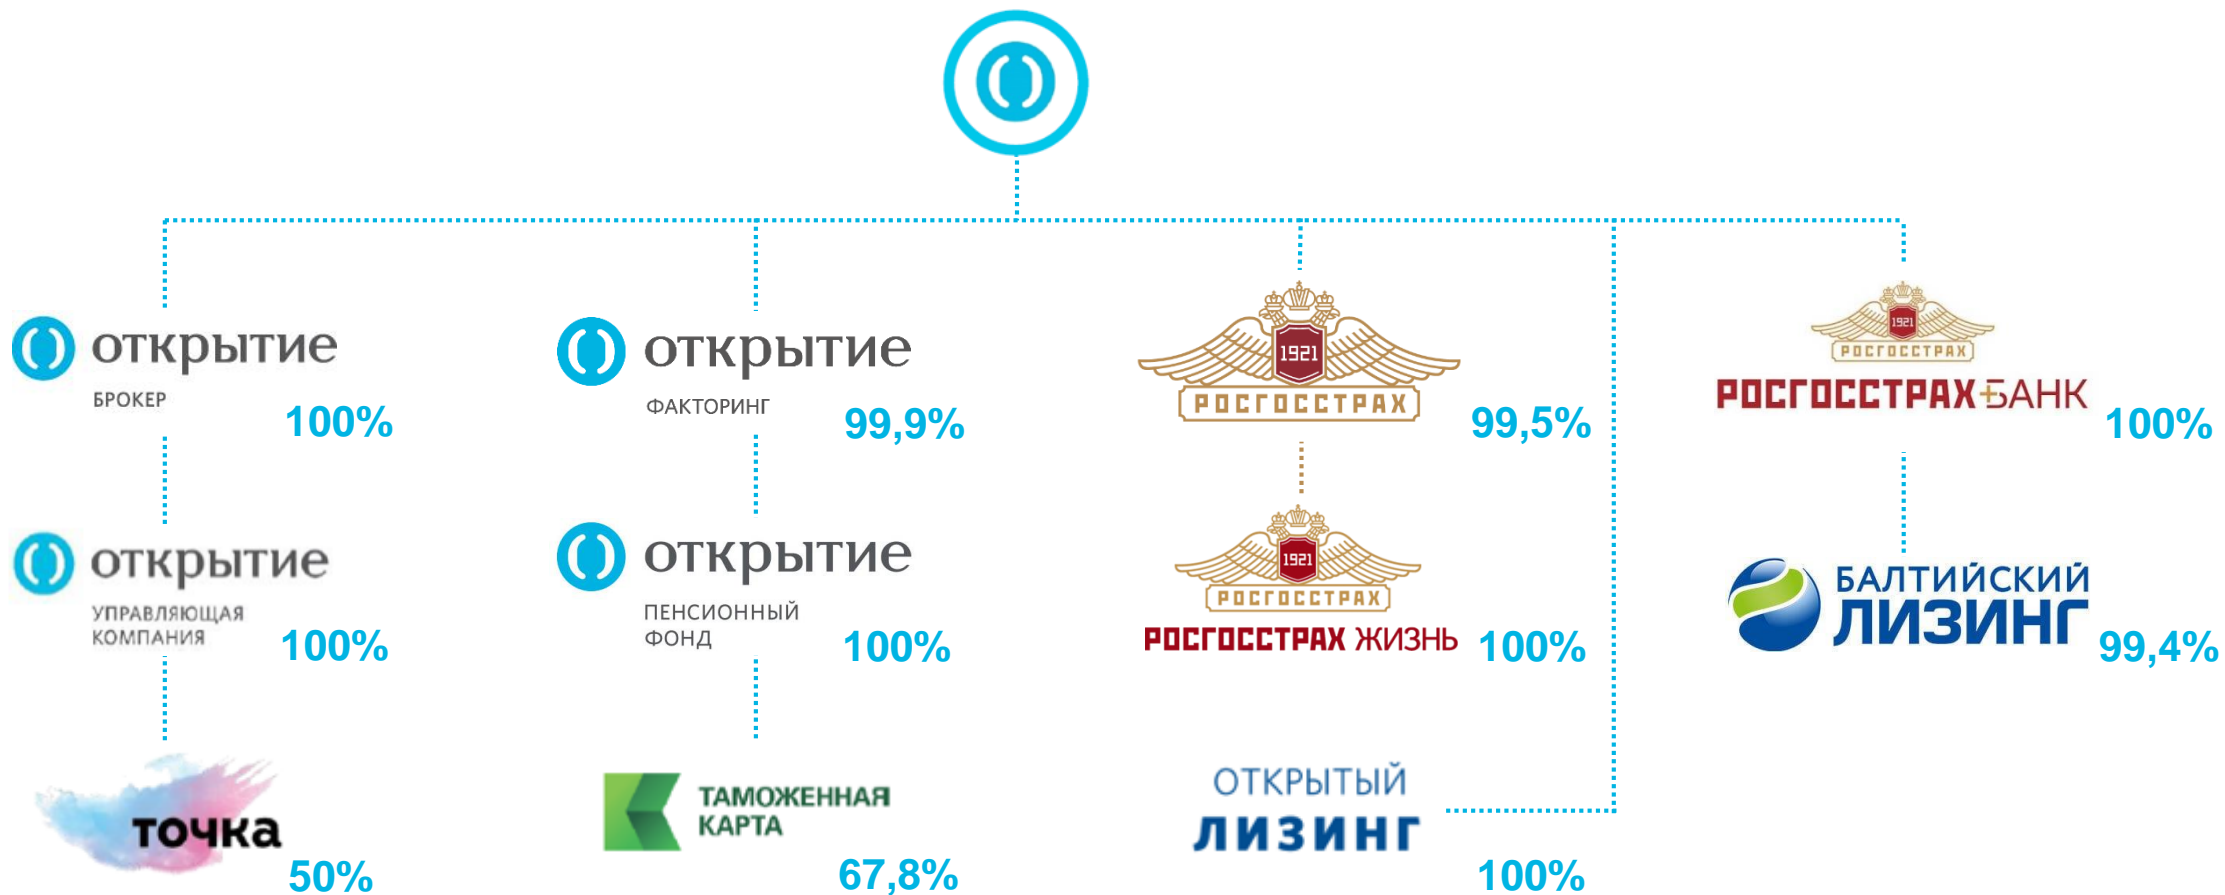 открытие
БРОКЕР
100%
открытие
УПРАВЛЯЮЩАЯ
КОМПАНИЯ
100%
точка
50%
открытие
ФАКТОРИНГ
99,9%
открытие
ПЕНСИОННЫЙ
ФОНД
100%
ТАМОЖЕННАЯ
КАРТА
67,8%
1921
РОСГОССТРАХ
99,5%
1921
РОСГОССТРАХ
РОСГОССТРАХ ЖИЗНЬ
100%
ОТКРЫТЫЙ
ЛИЗИНГ
100%
1921
РОСГОССТРАХ
РОСГОССТРАХ БАНК
100%
БАЛТИЙСКИЙ
ЛИЗИНГ
99,4%